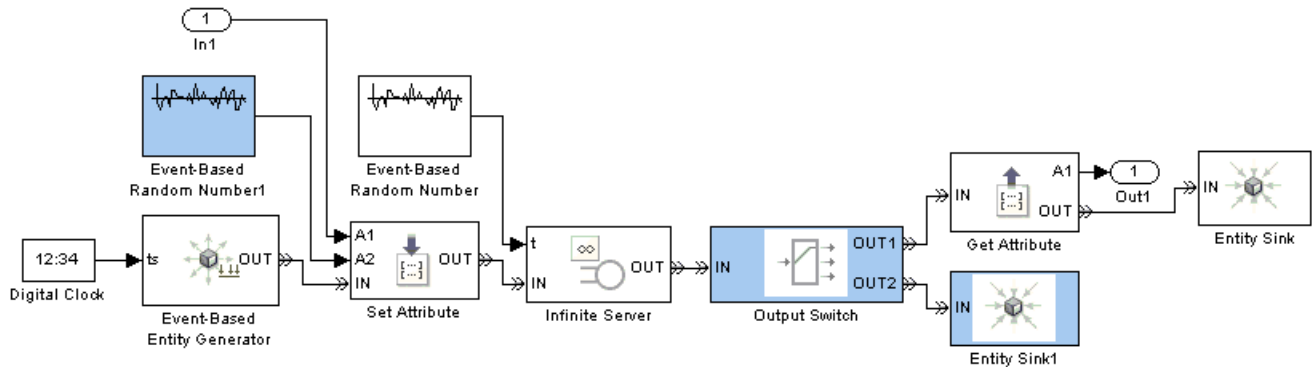 1
In1
Event-Based
Random Number1
Event-Based
Random Number
12:34
Digital Clock
ts
OUT
Event-Based
Entity Generator
A1
A2
IN
OUT
Set Attribute
t
IN
∞
OUT
Infinite Server
IN
OUT1
OUT2
Output Switch
IN
A1
OUT
Get Attribute
1
Out1
IN
Entity Sink
IN
Entity Sink1